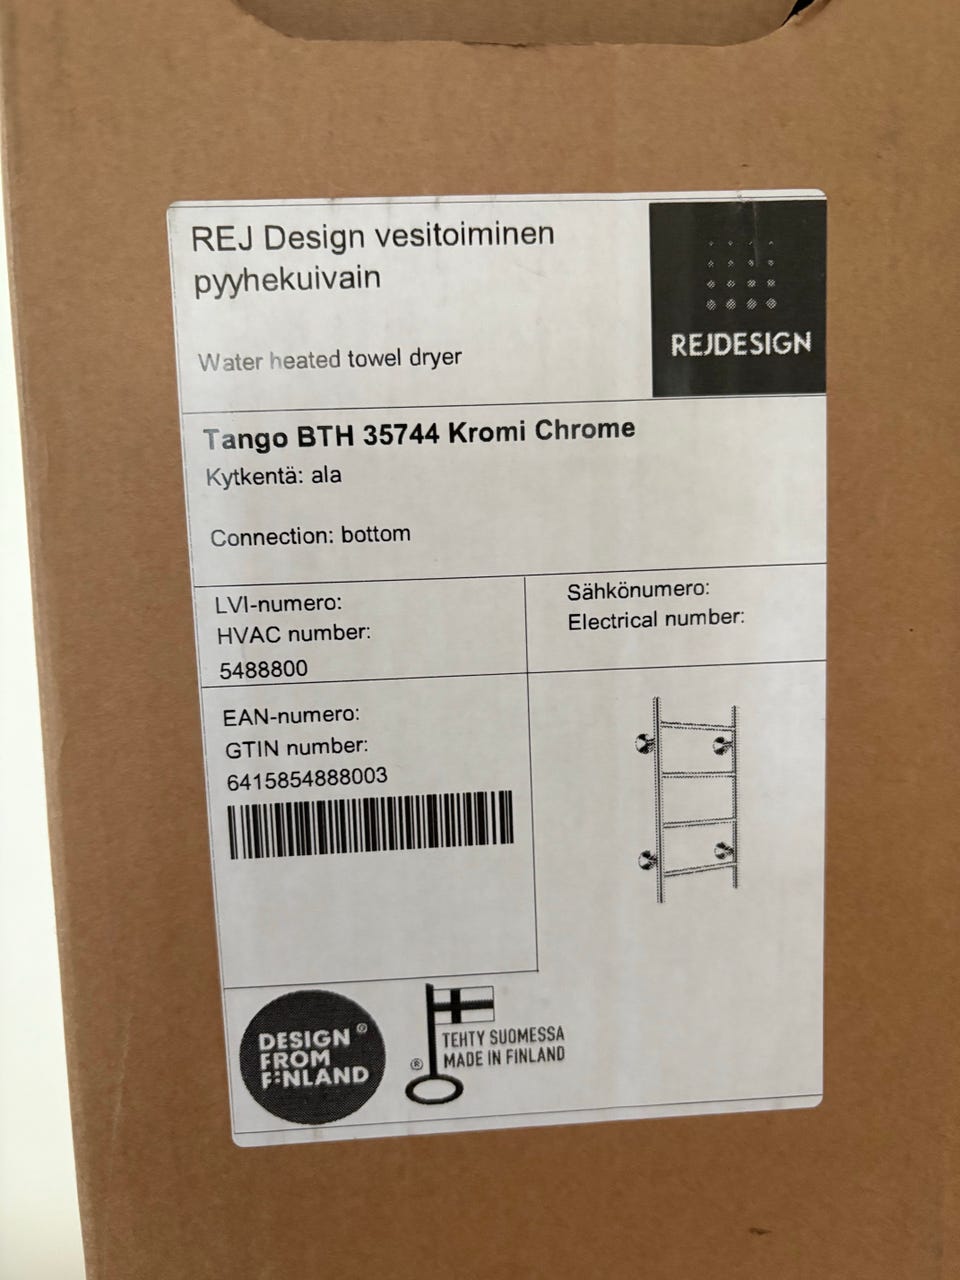 REJ Design vesitoiminen
pyyhekuivain
Water heated towel dryer
REJDESIGN
Tango BTH 35744 Kromi Chrome
Kytkentä: ala
Connection: bottom
LVI-numero:
HVAC number:
5488800
Sähkönumero:
Electrical number:
EAN-numero:
GTIN number:
6415854888003
DESIGN®
FROM
FINLAND
TEHTY SUOMESSA
® MADE IN FINLAND